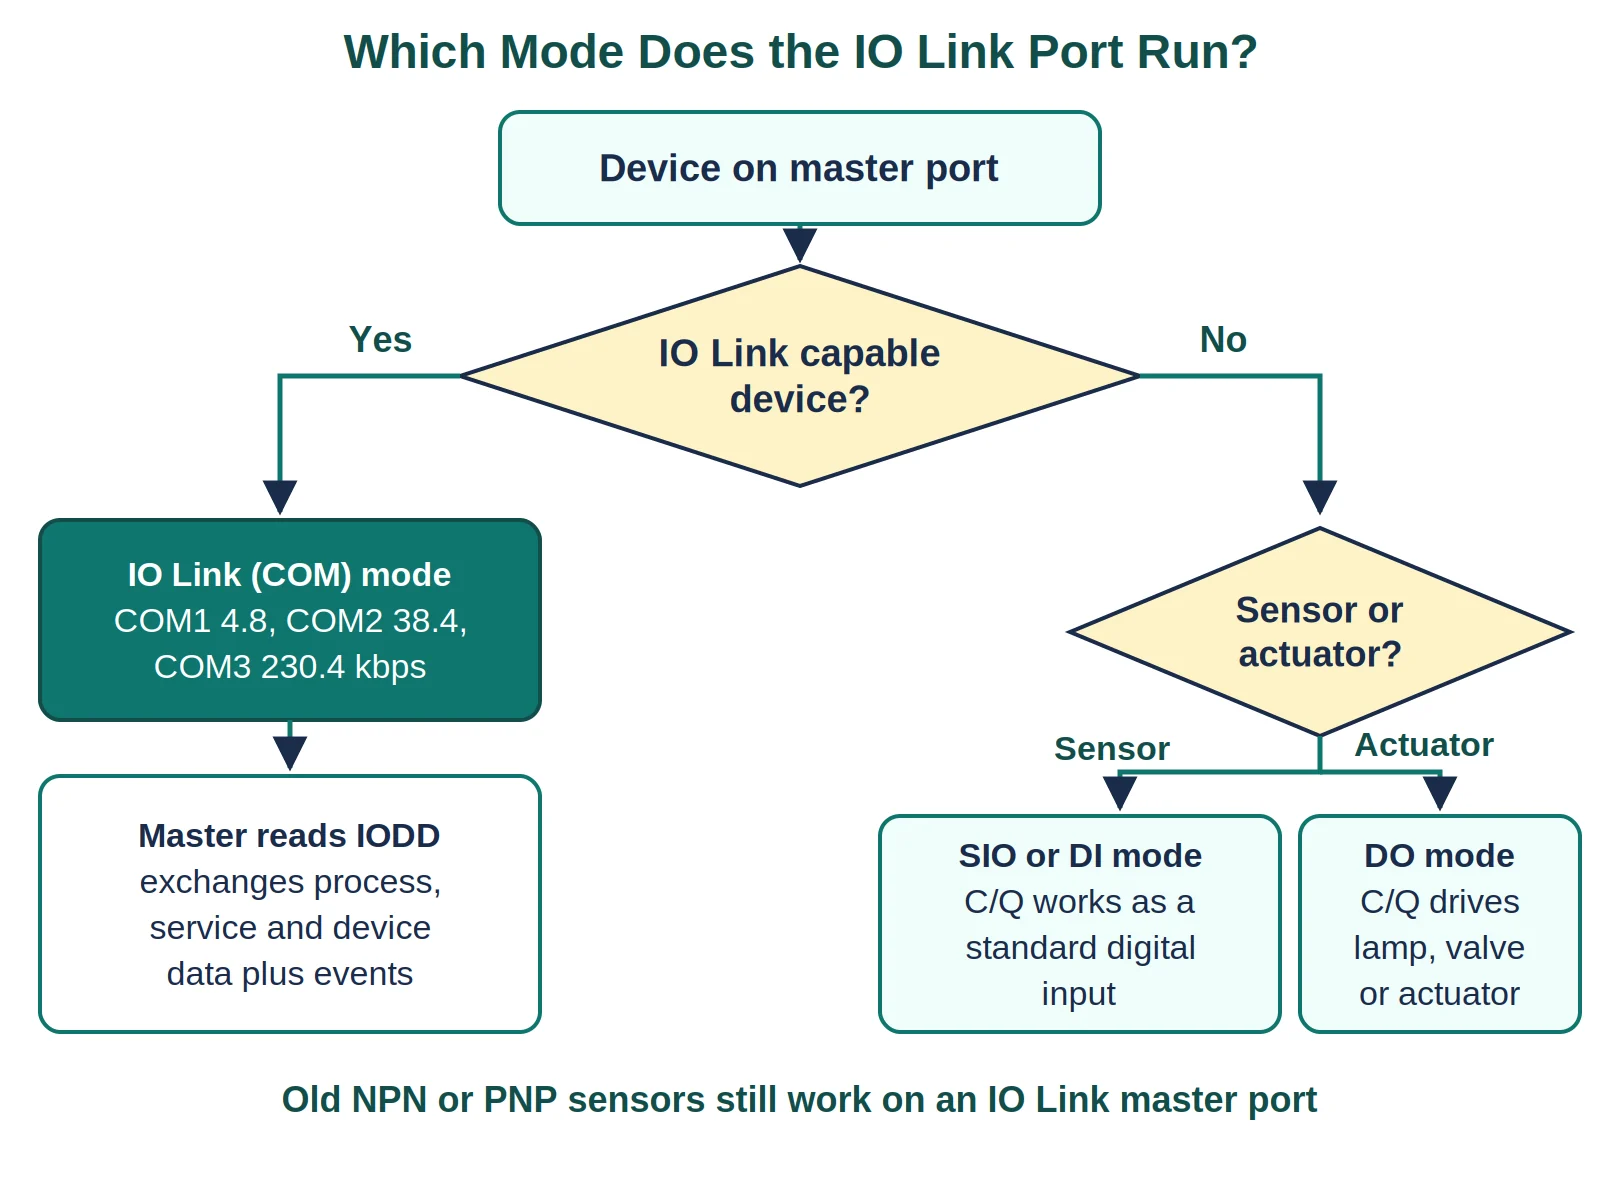 Which Mode Does the IO Link Port Run?
Device on master port
IO Link capable
device?
Yes
No
IO Link (COM) mode
COM1 4.8, COM2 38.4,
COM3 230.4 kbps
Master reads IODD
exchanges process,
service and device
data plus events
Sensor or
actuator?
Sensor
Actuator
SIO or DI mode
C/Q works as a
standard digital
input
DO mode
C/Q drives
lamp, valve
or actuator
Old NPN or PNP sensors still work on an IO Link master port